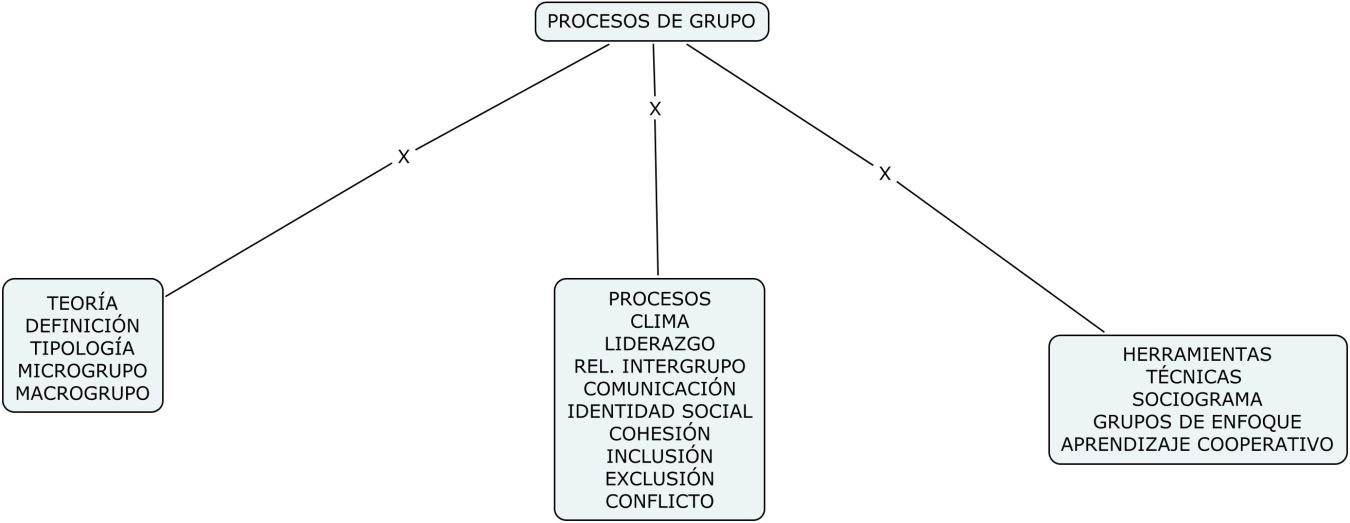 PROCESOS DE GRUPO
X
X
X
TEORÍA
DEFINICIÓN
TIPOLOGÍA
MICROGRUPO
MACROGRUPO
PROCESOS
CLIMA
LIDERAZGO
REL. INTERGRUPO
COMUNICACIÓN
IDENTIDAD SOCIAL
COHESIÓN
INCLUSIÓN
EXCLUSIÓN
CONFLICTO
HERRAMIENTAS
TÉCNICAS
SOCIOGRAMA
GRUPOS DE ENFOQUE
APRENDIZAJE COOPERATIVO